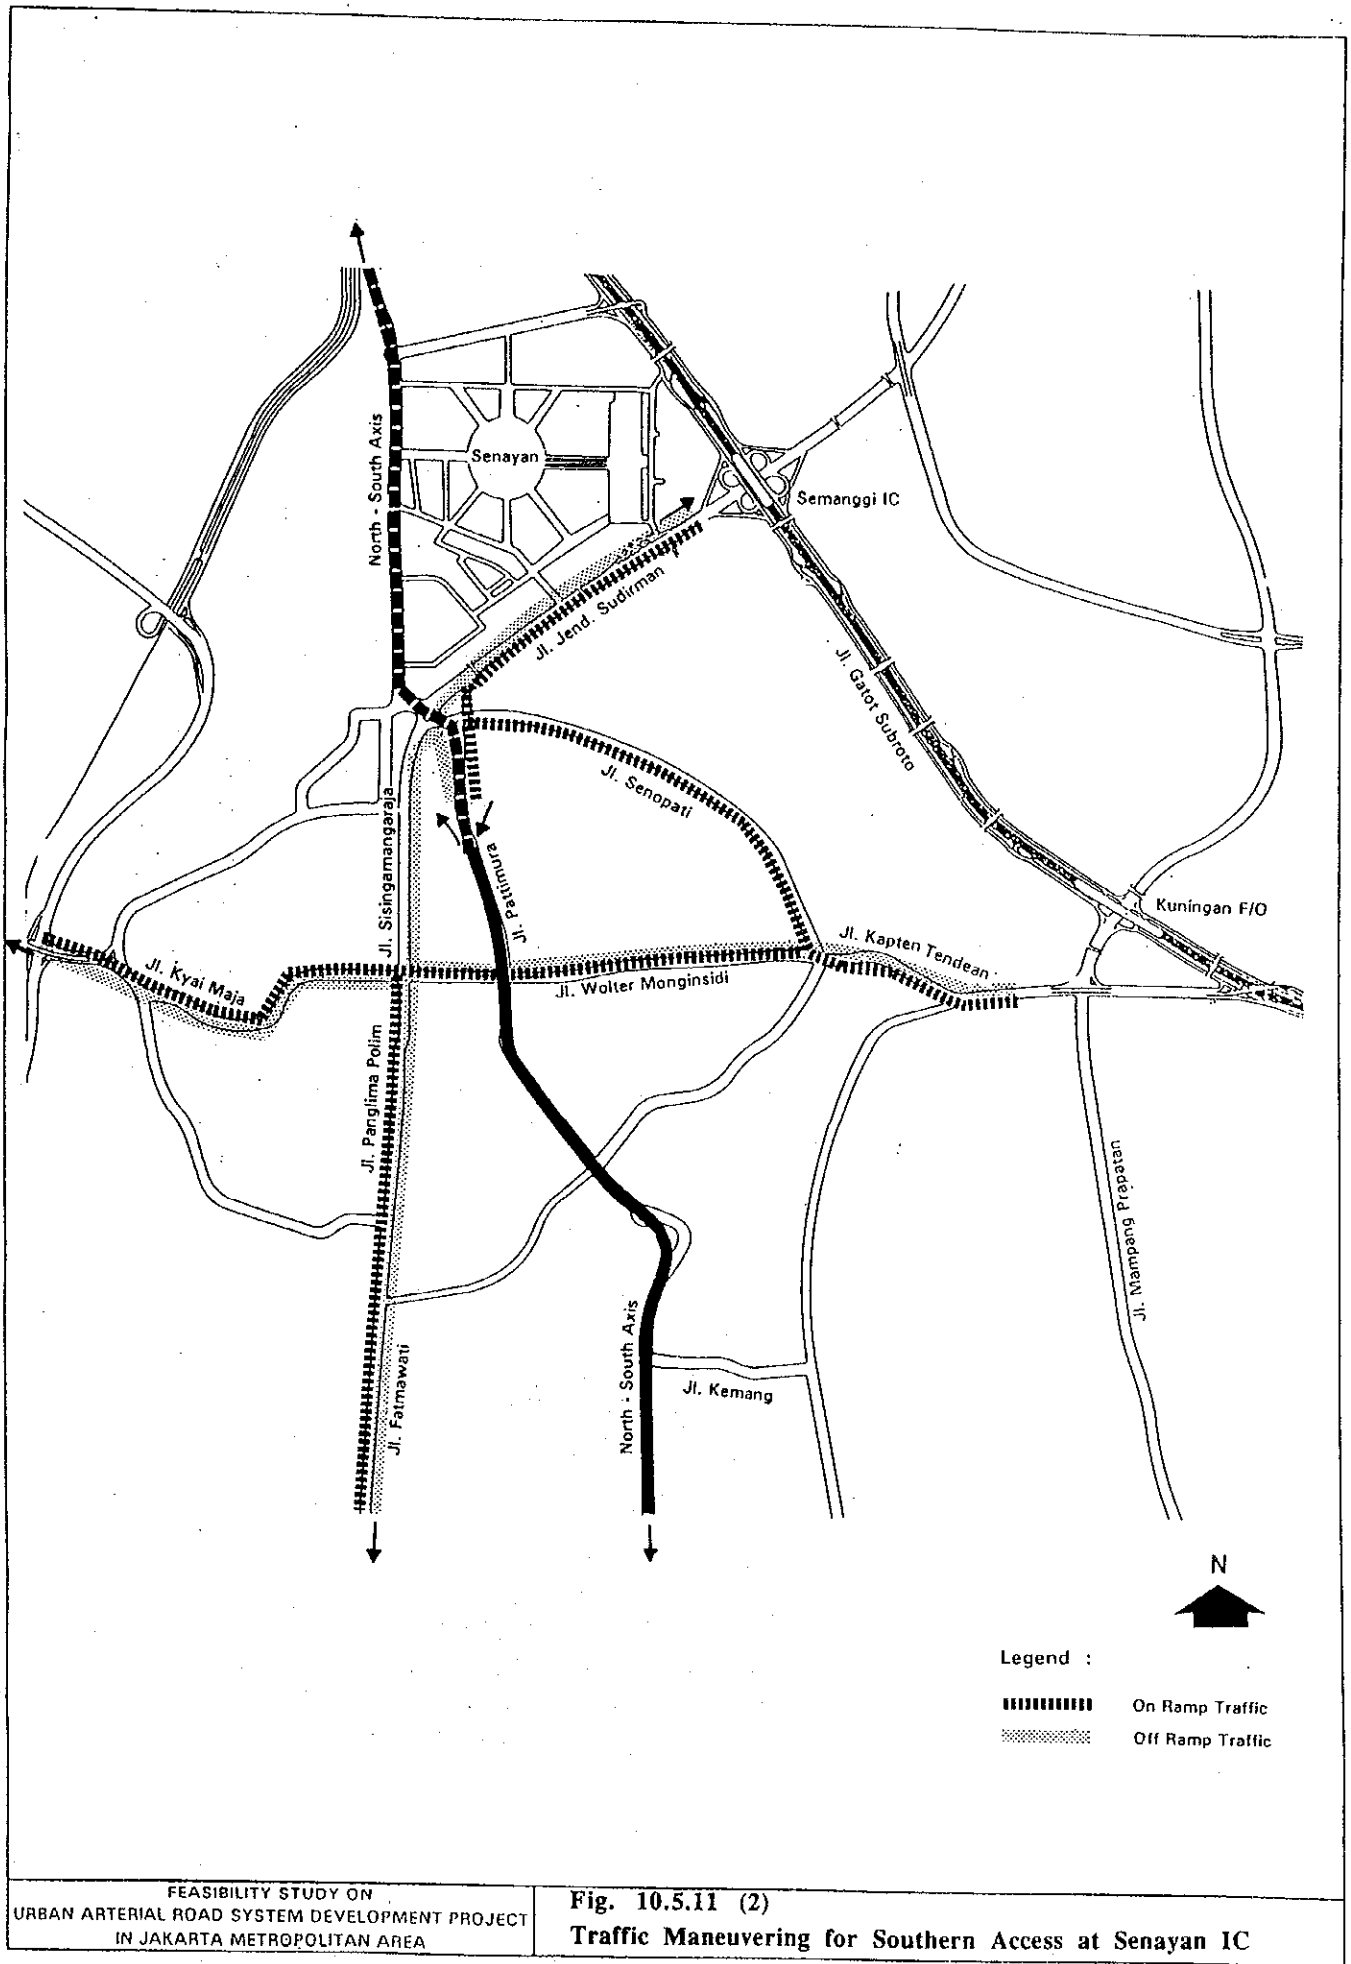 North - South Axis
Senayan
Semanggi IC
Jl. Jend. Sudirman
Jl. Gatot Subroto
Jl. Senopati
Jl. Sisingamangaraja
Jl. Pattimura
Kuningan F/O
Jl. Kapten Tendean
Jl. Kyai Maja
Jl. Wolter Monginsidi
Jl. Panglima Polim
Jl. Mampang Prapatan
Jl. Fatmawati
North - South Axis
Jl. Kemang
N
Legend :
On Ramp Traffic
Off Ramp Traffic
FEASIBILITY STUDY ON
URBAN ARTERIAL ROAD SYSTEM DEVELOPMENT PROJECT
IN JAKARTA METROPOLITAN AREA
Fig. 10.5.11 (2)
Traffic Maneuvering for Southern Access at Senayan IC